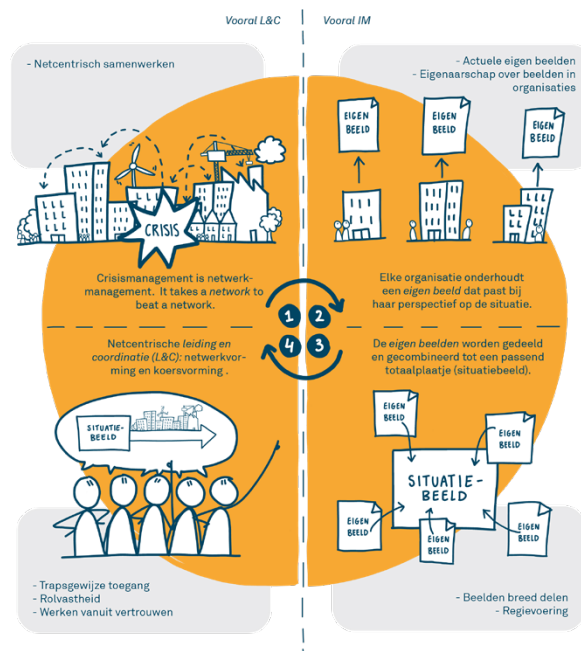 Vooral L&C
Vooral IM
- Netcentrisch samenwerken
- Actuele eigen beelden
- Eigenaarschap over beelden in
organisaties
EIGEN
BEELD
EIGEN
BEELD
EIGEN
BEELD
CRISIS
Crisismanagement is netwerk-
management. It takes a network to
beat a network.
Elke organisatie onderhoudt
een eigen beeld dat past bij
haar perspectief op de situatie.
1 2
4 3
Netcentrische leiding en
coordinatie (L&C): netwerkvor-
ming en koersvorming .
De eigen beelden worden gedeeld
en gecombineerd tot een passend
totaalplaatje (situatiebeeld).
SITUATIE-
BEELD
EIGEN
BEELD
EIGEN
BEELD
SITUATIE-
BEELD
EIGEN
BEELD
EIGEN
BEELD
EIGEN
BEELD
- Trapsgewijze toegang
- Rolvastheid
- Werken vanuit vertrouwen
- Beelden breed delen
- Regievoering